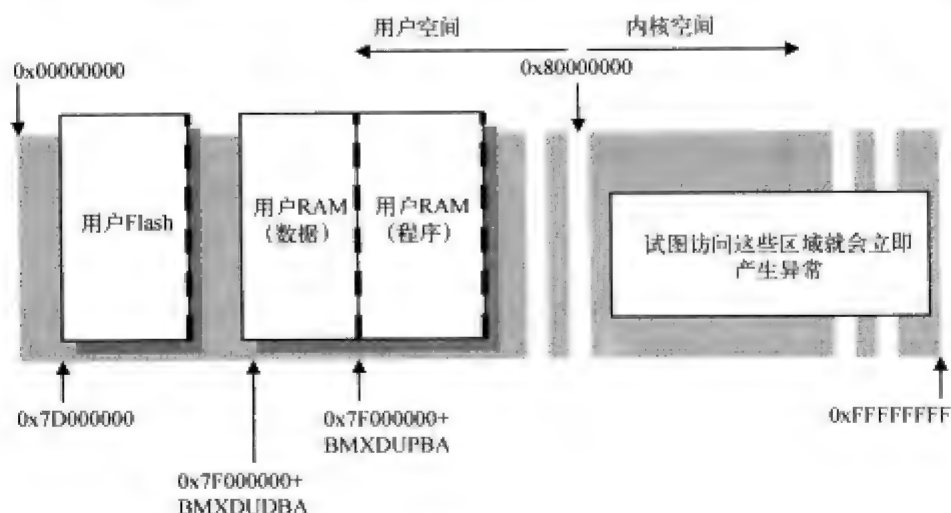 用户空间
内核空间
0x00000000
0x80000000
用户Flash
用户RAM
(数据)
用户RAM
(程序)
试图访问这些区域就会立即
产生异常
0x7D000000
0x7F000000+
BMXDUPBA
0xFFFFFFFF
0x7F000000+
BMXDUDBA